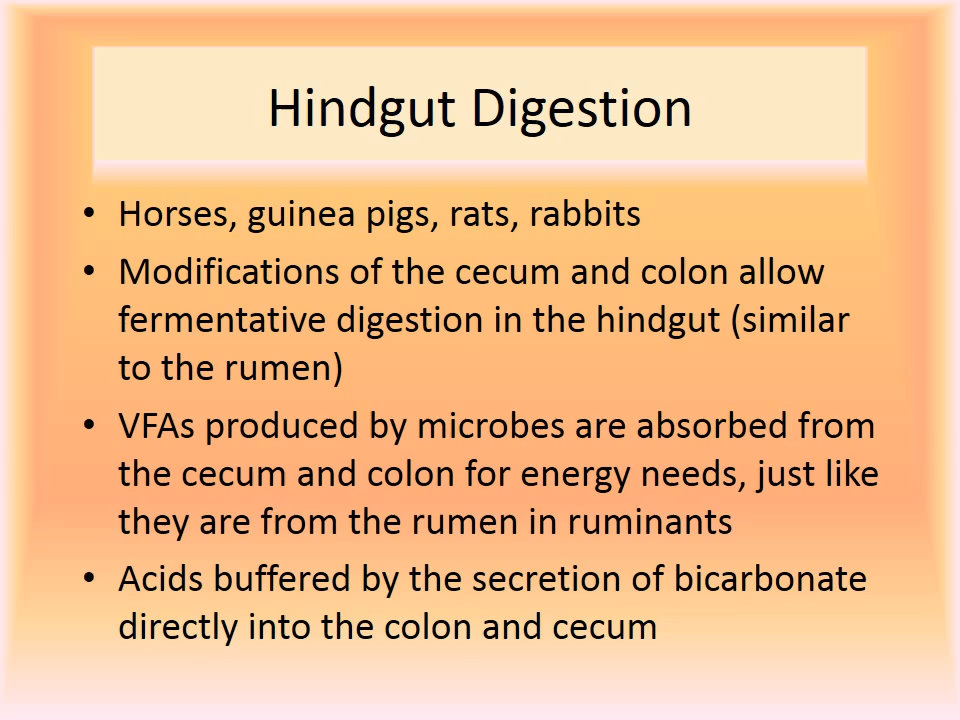 Hindgut Digestion
• Horses, guinea pigs, rats, rabbits
• Modifications of the cecum and colon allow
fermentative digestion in the hindgut (similar
to the rumen)
• VFAs produced by microbes are absorbed from
the cecum and colon for energy needs, just like
they are from the rumen in ruminants
• Acids buffered by the secretion of bicarbonate
directly into the colon and cecum